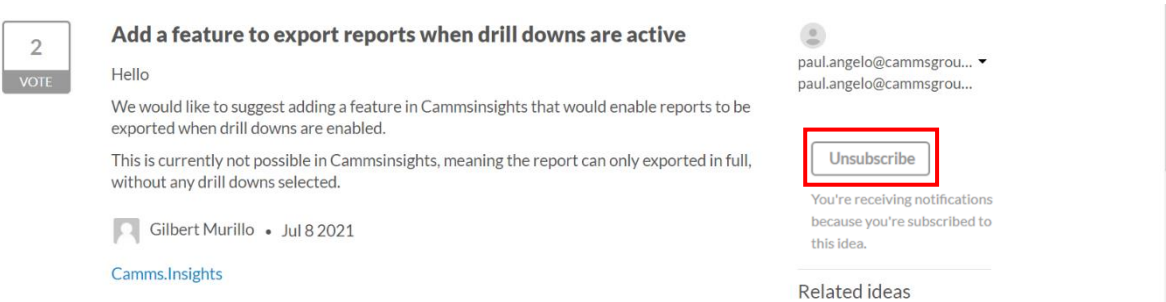 2
VOTE
Add a feature to export reports when drill downs are active
Hello
We would like to suggest adding a feature in Cammsinsights that would enable reports to be
exported when drill downs are enabled.
This is currently not possible in Cammsinsights, meaning the report can only exported in full,
without any drill downs selected.
Gilbert Murillo • Jul 8 2021
Camms.Insights
paul.angelo@cammsgrou...
paul.angelo@cammsgrou...
Unsubscribe
You're receiving notifications
because you're subscribed to
this idea.
Related ideas